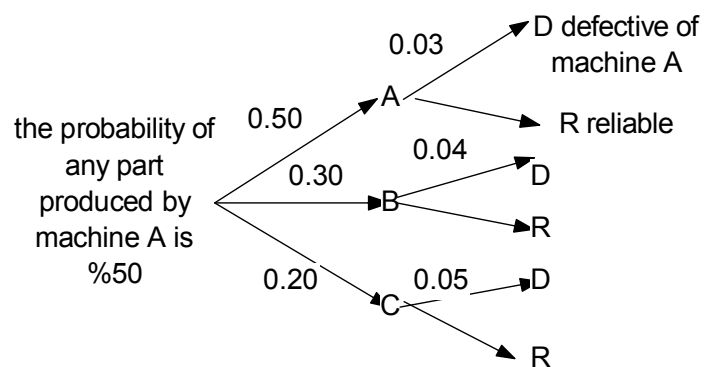 0.03
D defective of
machine A
A
R reliable
0.50
the probability of
any part
produced by
machine A is
%50
0.30
0.04
D
B
R
0.20
0.05
D
C
R